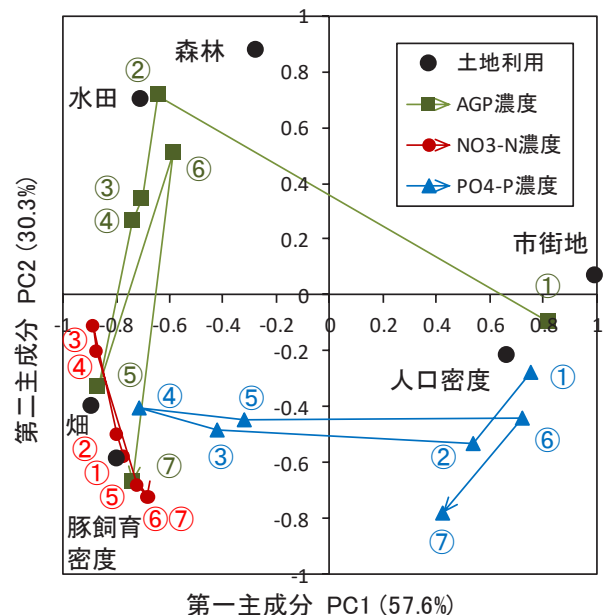 1
0.8
0.6
0.4
0.2
0
-0.2
-0.4
-0.6
-0.8
-1
-1 -0.8 -0.6 -0.4 -0.2 0 0.2 0.4 0.6 0.8 1
第二主成分 PC2 (30.3%)
第一主成分 PC1 (57.6%)
土地利用
AGP濃度
NO3-N濃度
PO4-P濃度
森林
水田
市街地
人口密度
畑
豚飼育
密度
②
⑥
③
④
①
⑤
⑦
③
④
②
①
⑤
⑥⑦
④
⑤
③
②
①
⑥
⑦